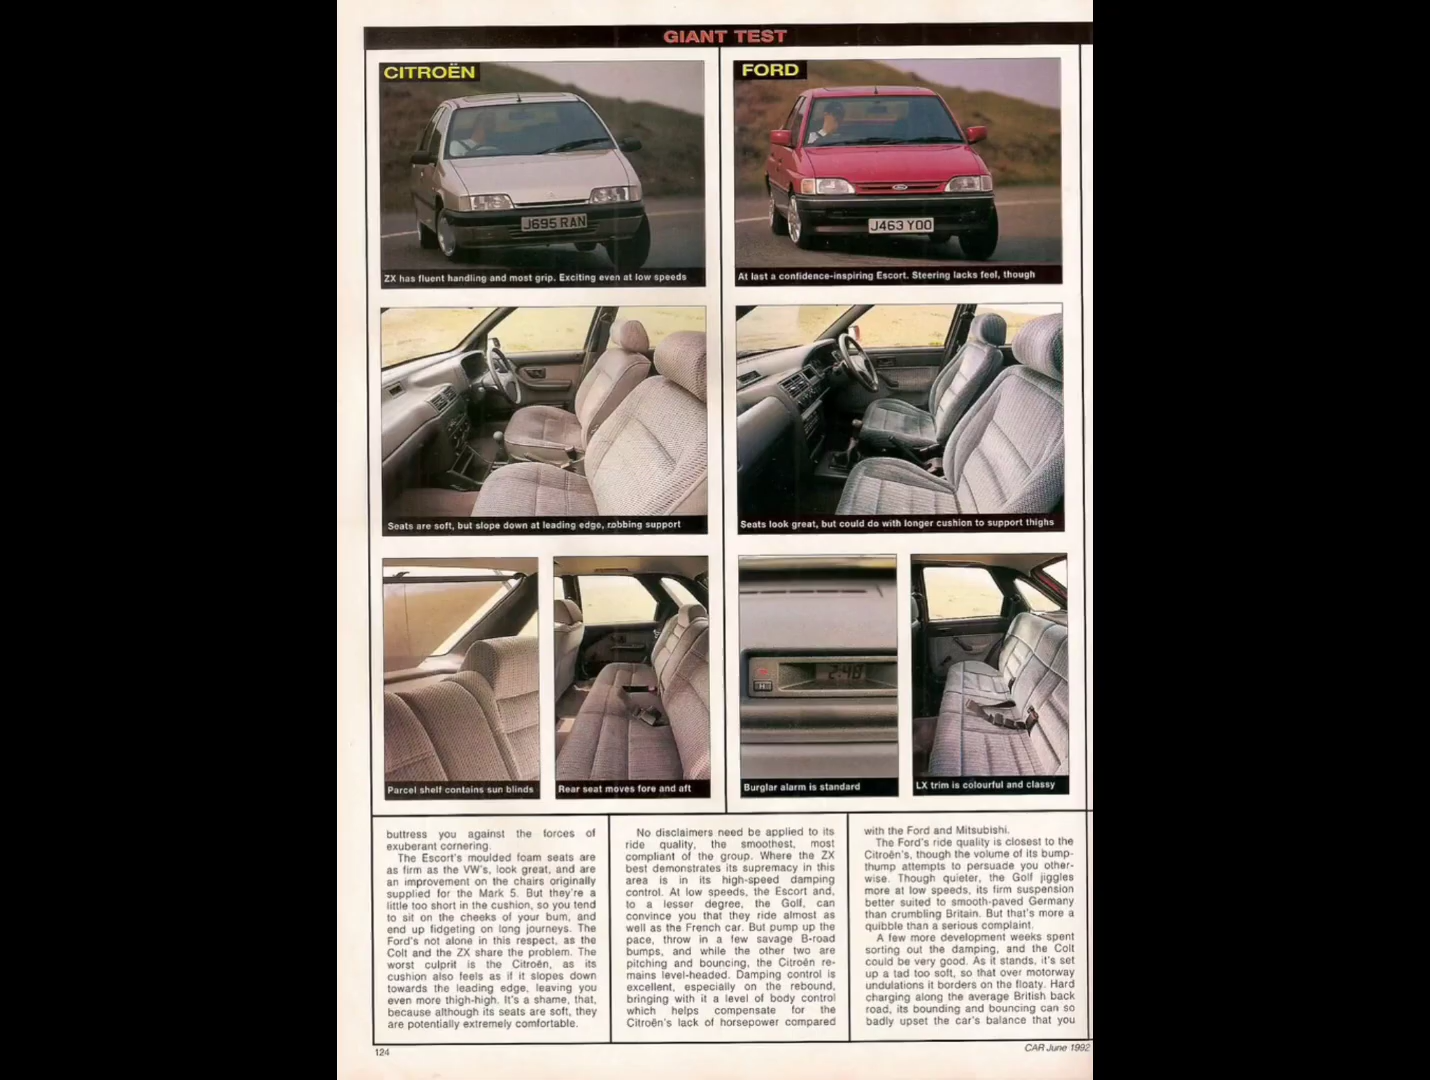 GIANT TEST
CITROËN
J695 RAN
ZX has fluent handling and most grip. Exciting even at low speeds
FORD
J463 YOO
At last a confidence-inspiring Escort. Steering lacks feel, though
Seats are soft, but slope down at leading edge, robbing support
Seats look great, but could do with longer cushion to support thighs
Parcel shelf contains sun blinds
Rear seat moves fore and aft
2:48
Burglar alarm is standard
LX trim is colourful and classy
buttress you against the forces of
exuberant cornering.
The Escort's moulded foam seats are
as firm as the VW's, look great, and are
an improvement on the chairs originally
supplied for the Mark 5. But they're a
little too short in the cushion, so you tend
to sit on the cheeks of your bum, and
end up fidgeting on long journeys. The
Ford's not alone in this respect, as the
Colt and the ZX share the problem. The
worst culprit is the Citroën, as its
cushion also feels as if it slopes down
towards the leading edge, leaving you
even more thigh-high. It's a shame, that,
because although its seats are soft, they
are potentially extremely comfortable.
No disclaimers need be applied to its
ride quality, the smoothest, most
compliant of the group. Where the ZX
best demonstrates its supremacy in this
area is in its high-speed damping
control. At low speeds, the Escort and,
to a lesser degree, the Golf, can
convince you that they ride almost as
well as the French car. But pump up the
pace, throw in a few savage B-road
bumps, and while the other two are
pitching and bouncing, the Citroën re-
mains level-headed. Damping control is
excellent, especially on the rebound,
bringing with it a level of body control
which helps compensate for the
Citroën's lack of horsepower compared
with the Ford and Mitsubishi.
The Ford's ride quality is closest to the
Citroën's, though the volume of its bump-
thump attempts to persuade you other-
wise. Though quieter, the Golf jiggles
more at low speeds, its firm suspension
better suited to smooth-paved Germany
than crumbling Britain. But that's more a
quibble than a serious complaint.
A few more development weeks spent
sorting out the damping, and the Colt
could be very good. As it stands, it's set
up a tad too soft, so that over motorway
undulations it borders on the floaty. Hard
charging along the average British back
road, its bounding and bouncing can so
badly upset the car's balance that you
124
CAR June 1992